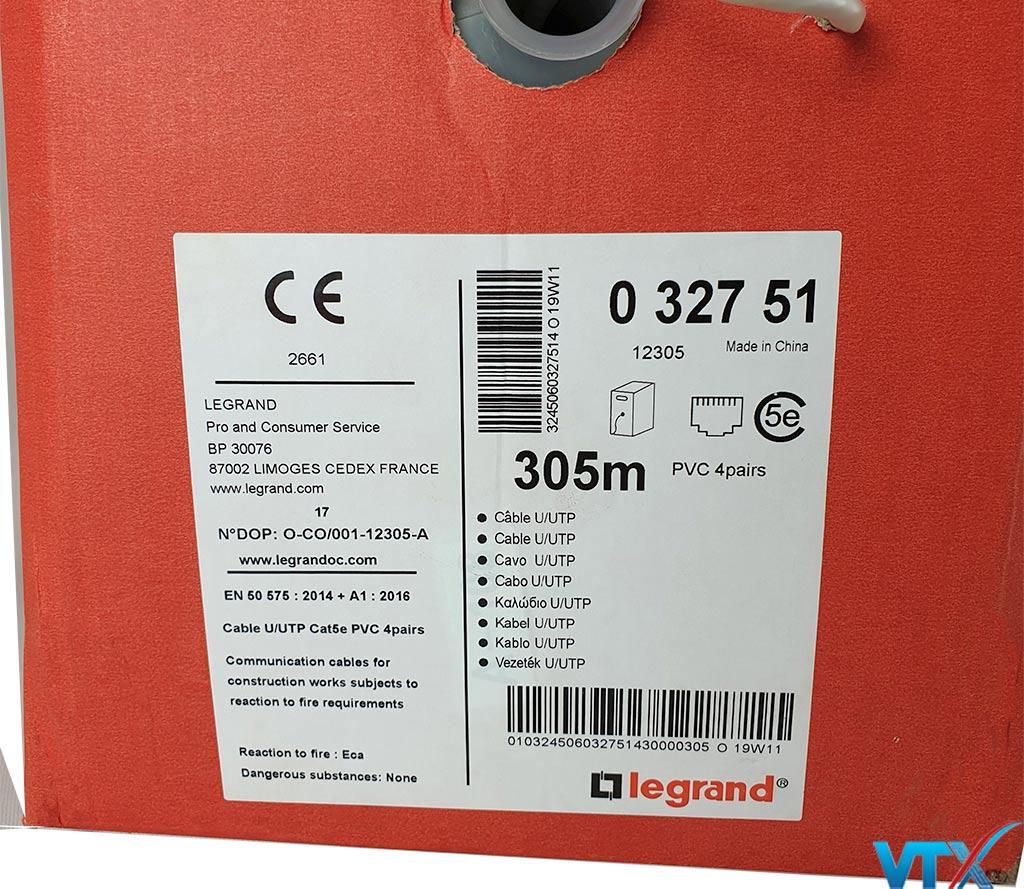 CE
2661
LEGRAND
Pro and Consumer Service
BP 30076
87002 LIMOGES CEDEX FRANCE
www.legrand.com
17
N°DOP: O-CO/001-12305-A
www.legrandoc.com
EN 50 575 : 2014 + A1 : 2016
Cable U/UTP Cat5e PVC 4pairs
Communication cables for
construction works subjects to
reaction to fire requirements
Reaction to fire : Eca
Dangerous substances: None
3245060327514 O 19W11
0 327 51
12305
Made in China
5e
305m
PVC 4pairs
● Câble U/UTP
● Cable U/UTP
● Cavo U/UTP
● Cabo U/UTP
● Καλώδιο U/UTP
● Kabel U/UTP
● Kablo U/UTP
● Vezeték U/UTP
010324506032751430000305 O 19W11
legrand®
VTX